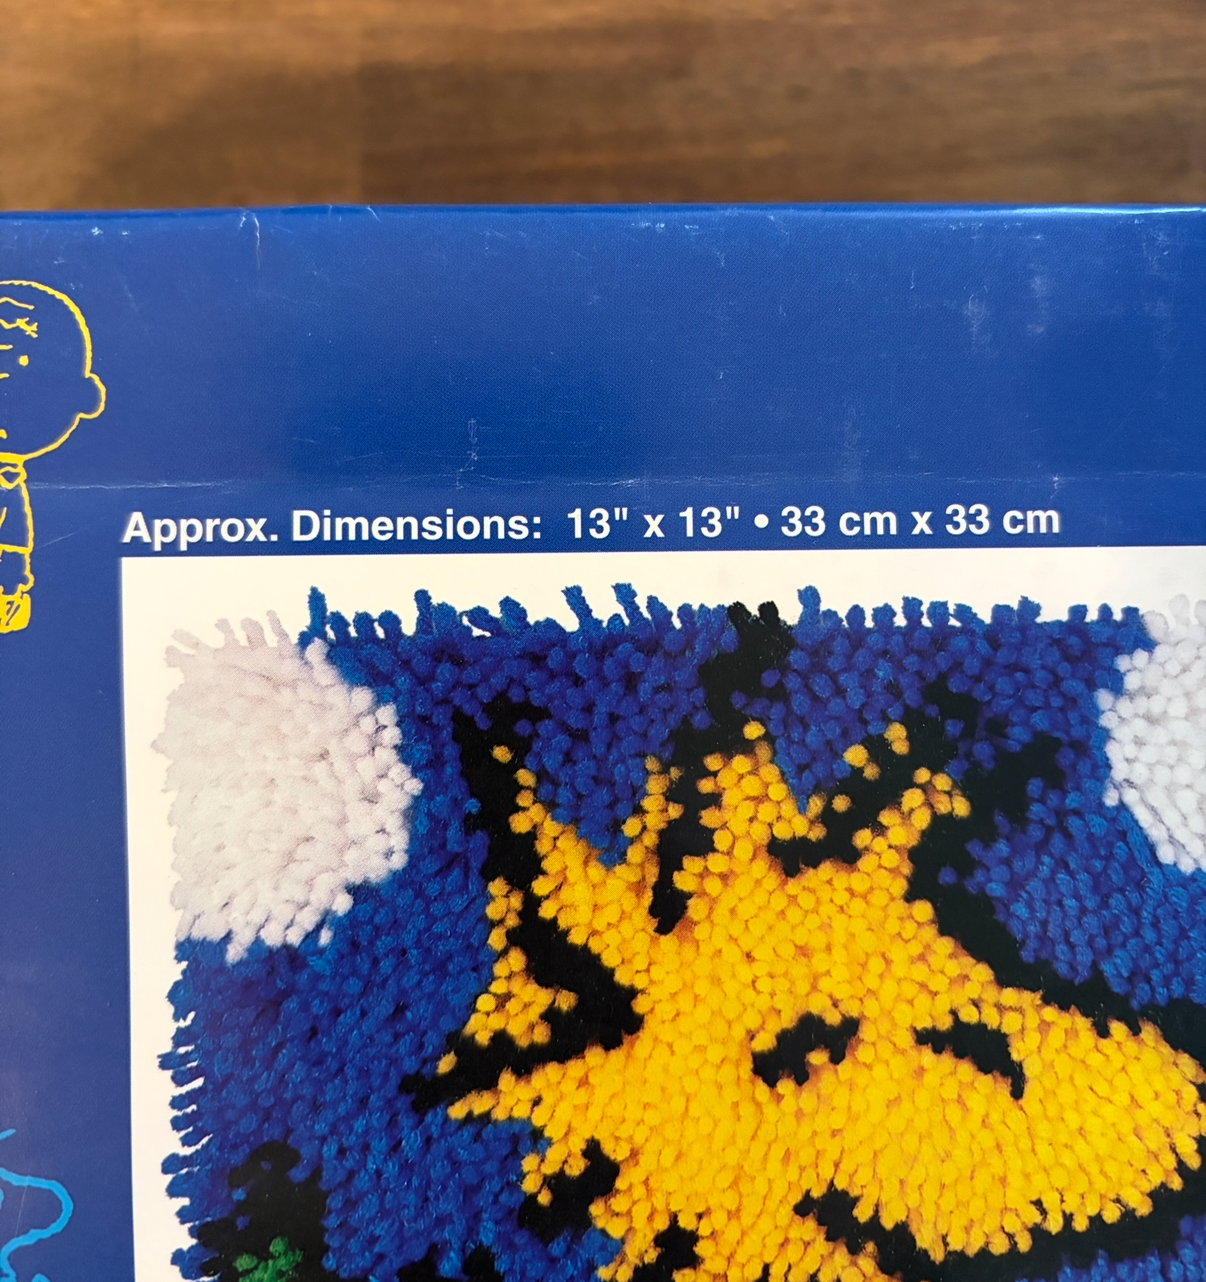 Approx. Dimensions: 13" x 13" • 33 cm x 33 cm